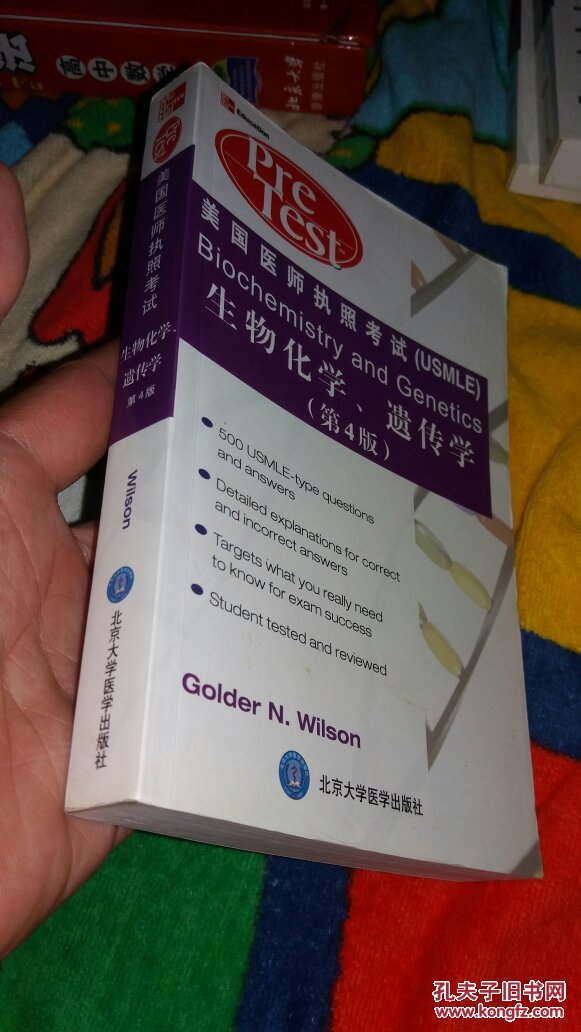 高中数学
Education
Pre
Test
美国医师执照考试(USMLE)
Biochemistry and Genetics
生物化学、遗传学
(第4版)
500 USMLE-type questions
and answers
Detailed explanations for correct
and incorrect answers
Targets what you really need
to know for exam success
Student tested and reviewed
Golder N. Wilson
北京大学医学出版社
美国医师执照考试
生物化学、
遗传学
第4版
Wilson
北京大学医学出版社
孔夫子旧书网
www.kongfz.com